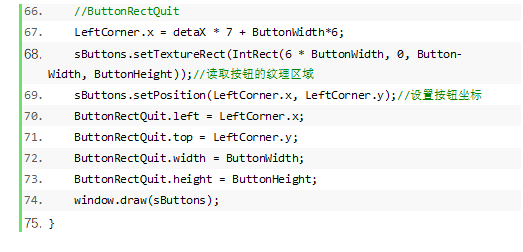 66. //ButtonRectQuit
67. LeftCorner.x = detaX * 7 + ButtonWidth*6;
68. sButtons.setTextureRect(IntRect(6 * ButtonWidth, 0, Button-
Width, ButtonHeight));//读取按钮的纹理区域
69. sButtons.setPosition(LeftCorner.x, LeftCorner.y);//设置按钮坐标
70. ButtonRectQuit.left = LeftCorner.x;
71. ButtonRectQuit.top = LeftCorner.y;
72. ButtonRectQuit.width = ButtonWidth;
73. ButtonRectQuit.height = ButtonHeight;
74. window.draw(sButtons);
75. }